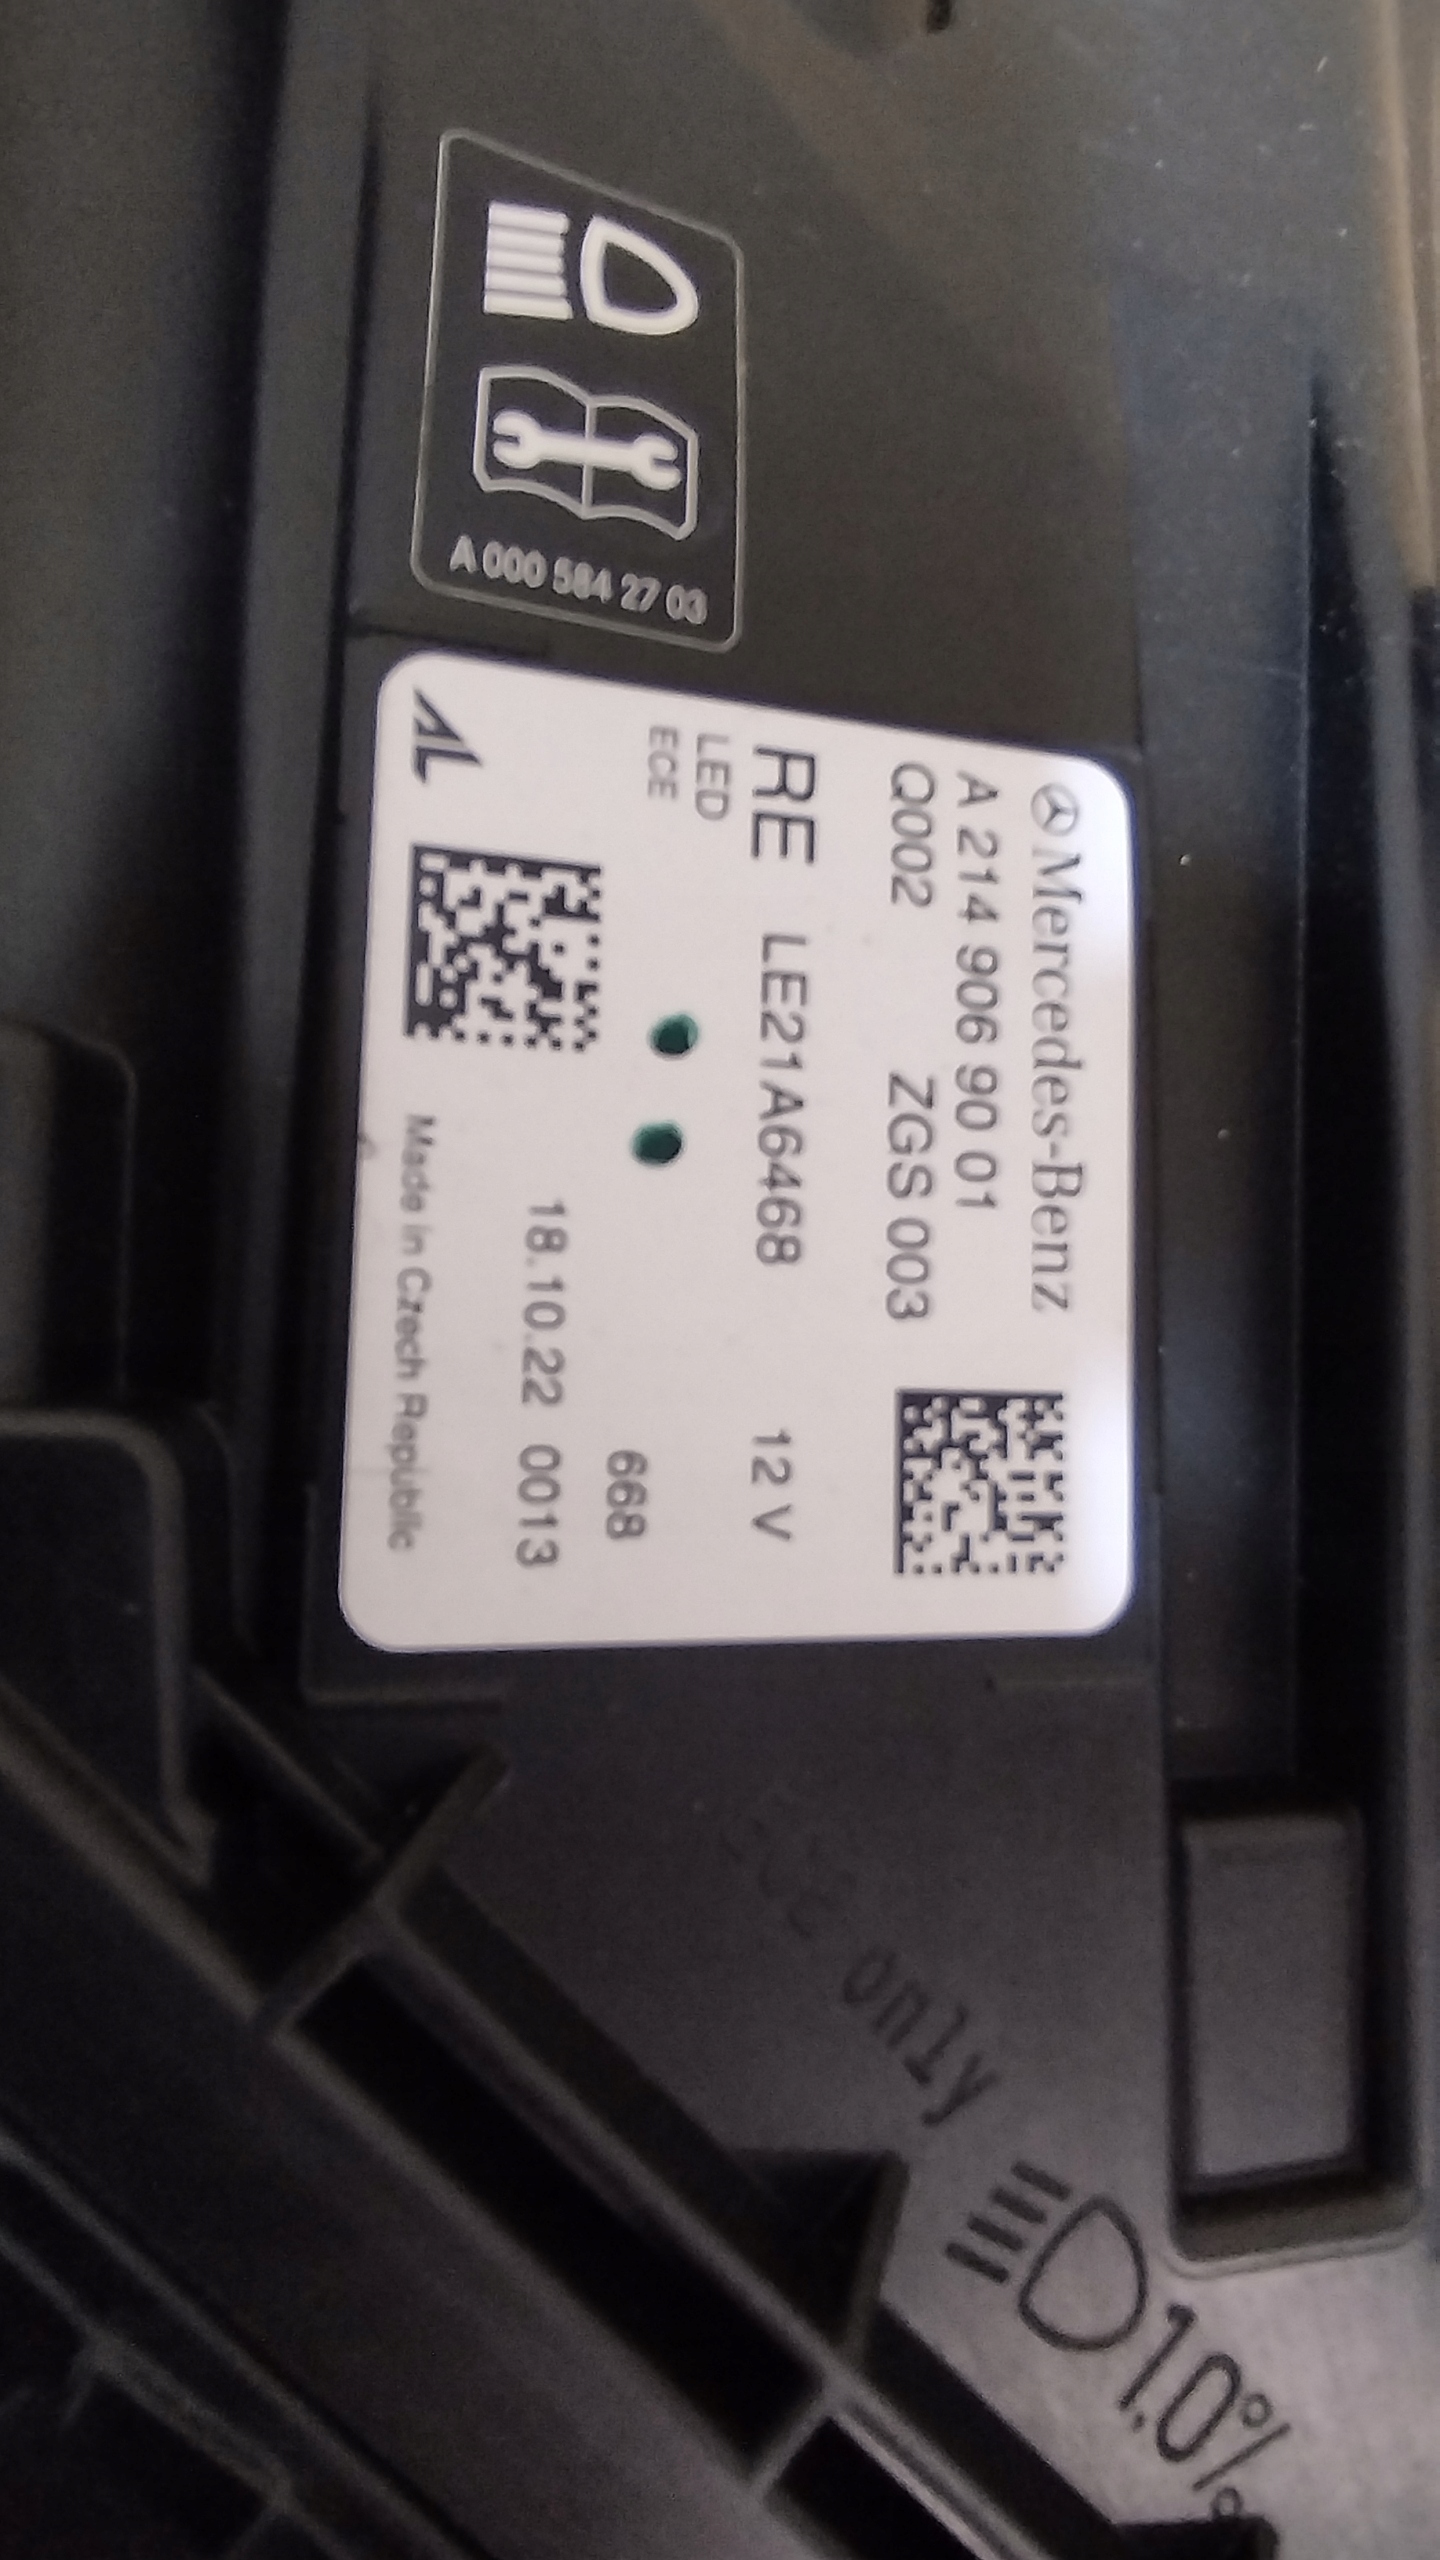 A 000 584 27 03
Mercedes-Benz
A 214 906 90 01
Q002 ZGS 003
RE LE21A6468 12 V
LED
ECE
668
18.10.22 0013
AL
Made in Czech Republic
only
1.0%